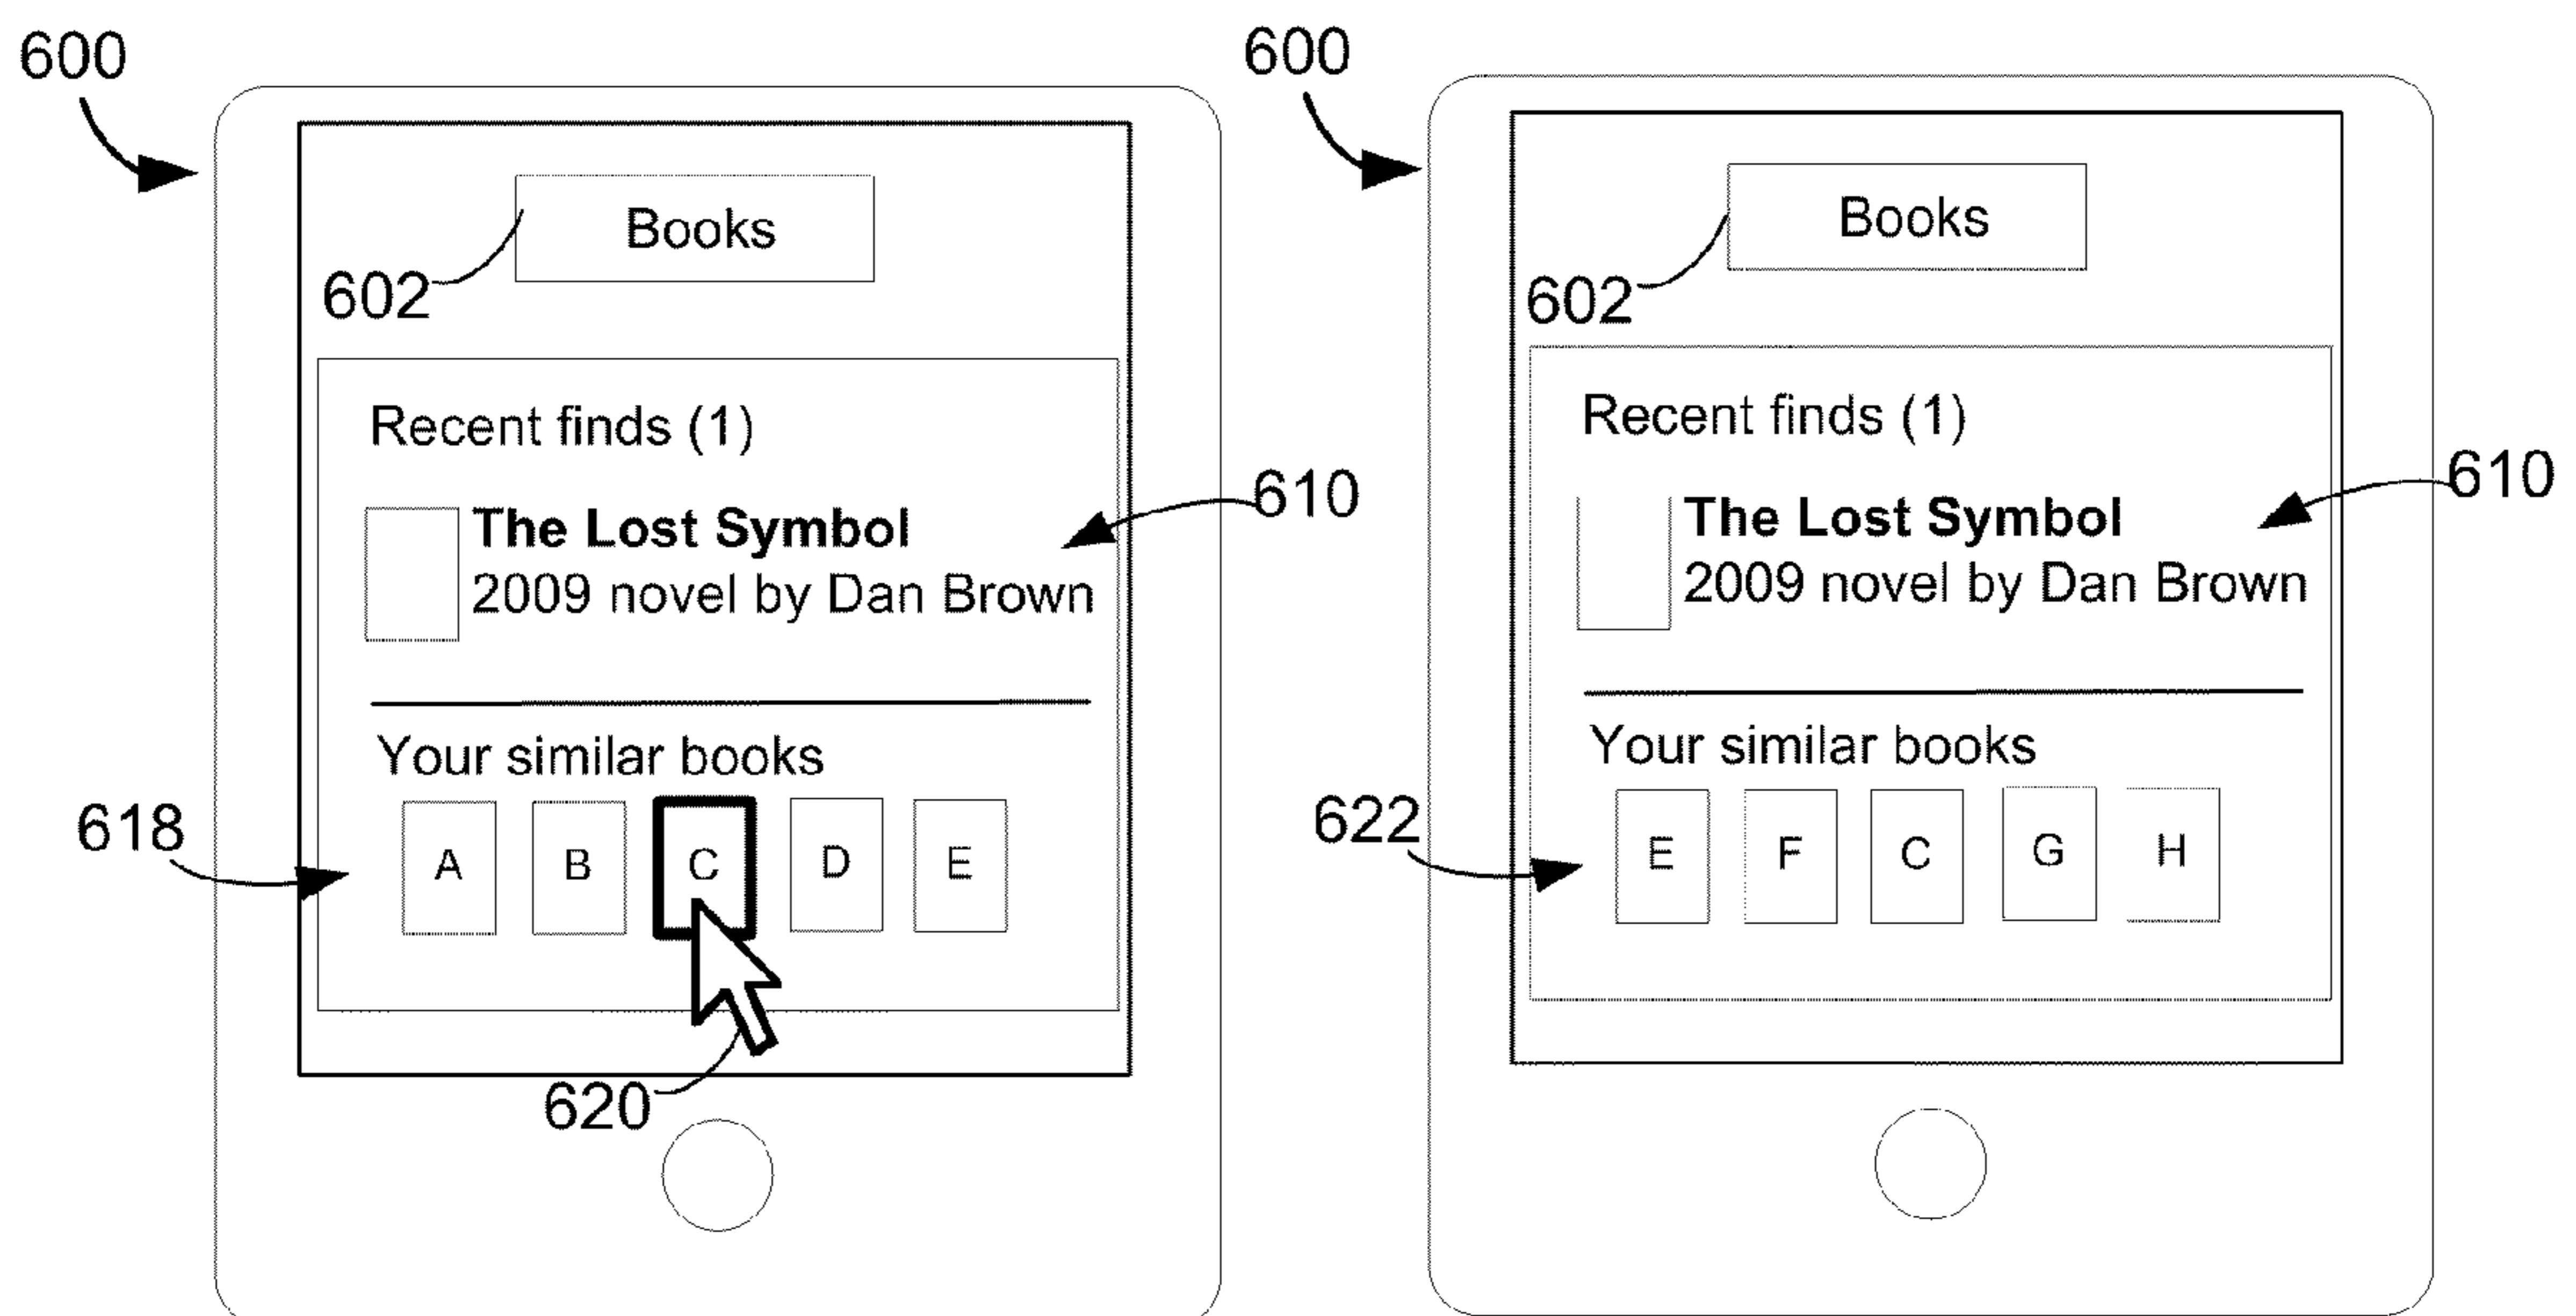 600
Books
602
Recent finds (1)
The Lost Symbol
610
2009 novel by Dan Brown
Your similar books
618
A B C D E
620
600
Books
602
Recent finds (1)
The Lost Symbol
610
2009 novel by Dan Brown
Your similar books
622
E F C G H